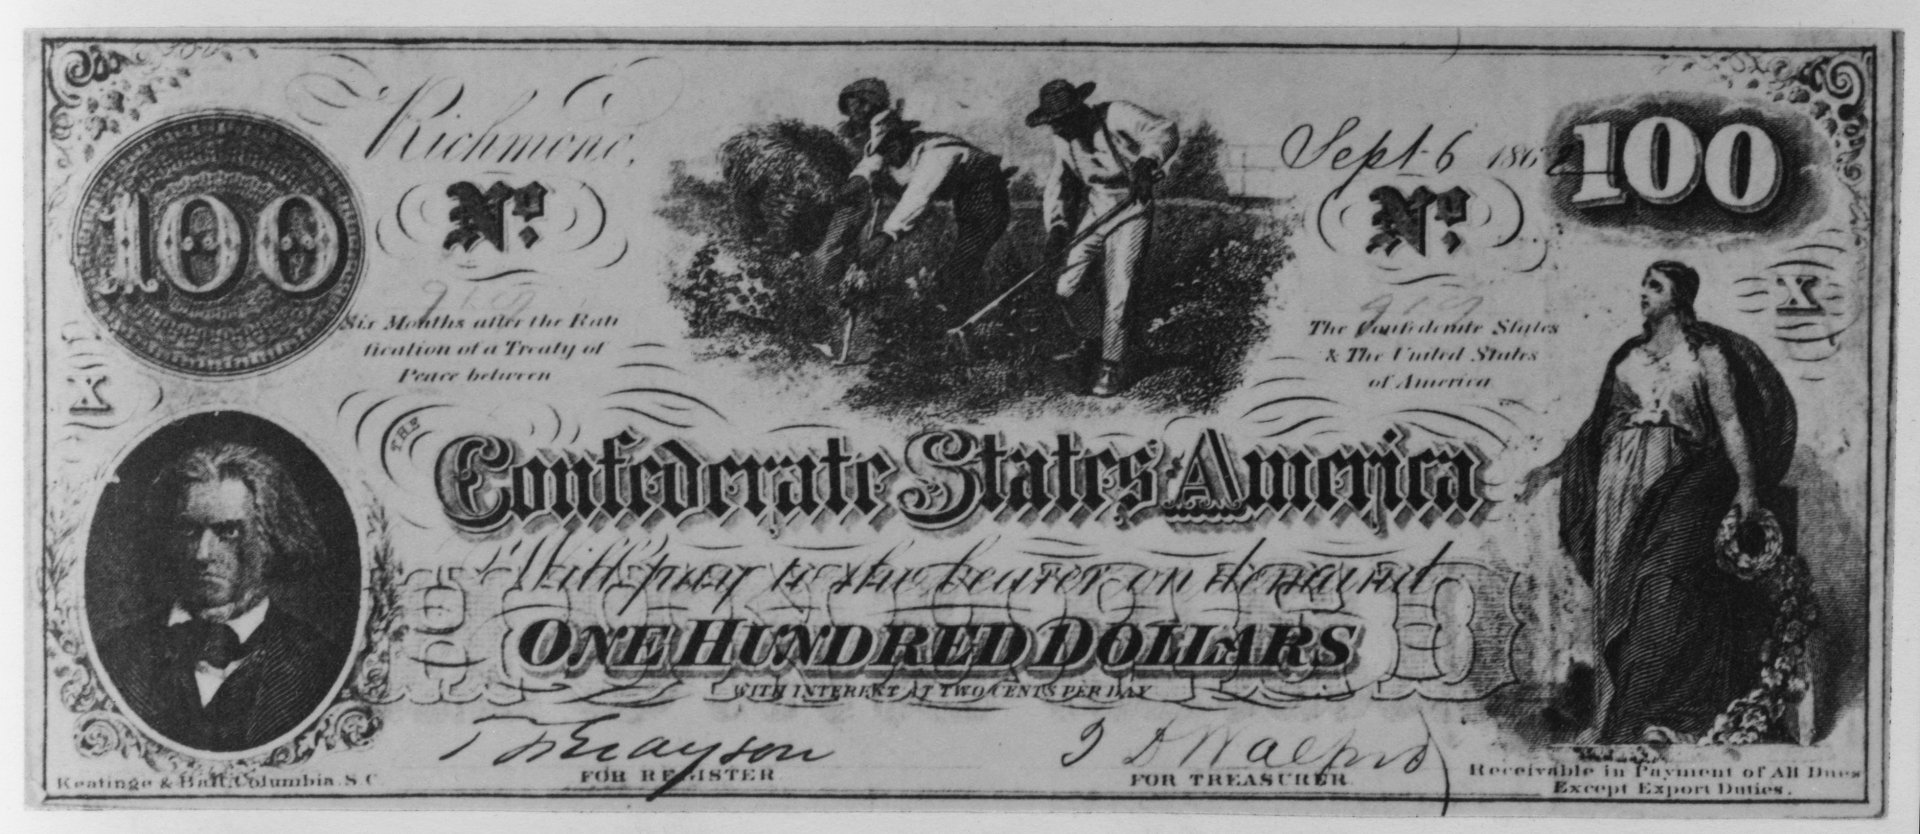 Richmond,
Sept. 6 1862
100
100
No.
No.
X
X
Six Months after the Rati
fication of a Treaty of
Peace between
The Confederate States
& The United States
of America
THE
Confederate States America
Will pay to the bearer on demand
ONE HUNDRED DOLLARS
WITH INTEREST AT TWO CENTS PER DAY
FOR REGISTER
FOR TREASURER
Keatinge & Ball, Columbia, S.C.
Receivable in Payment of All Dues
Except Export Duties.